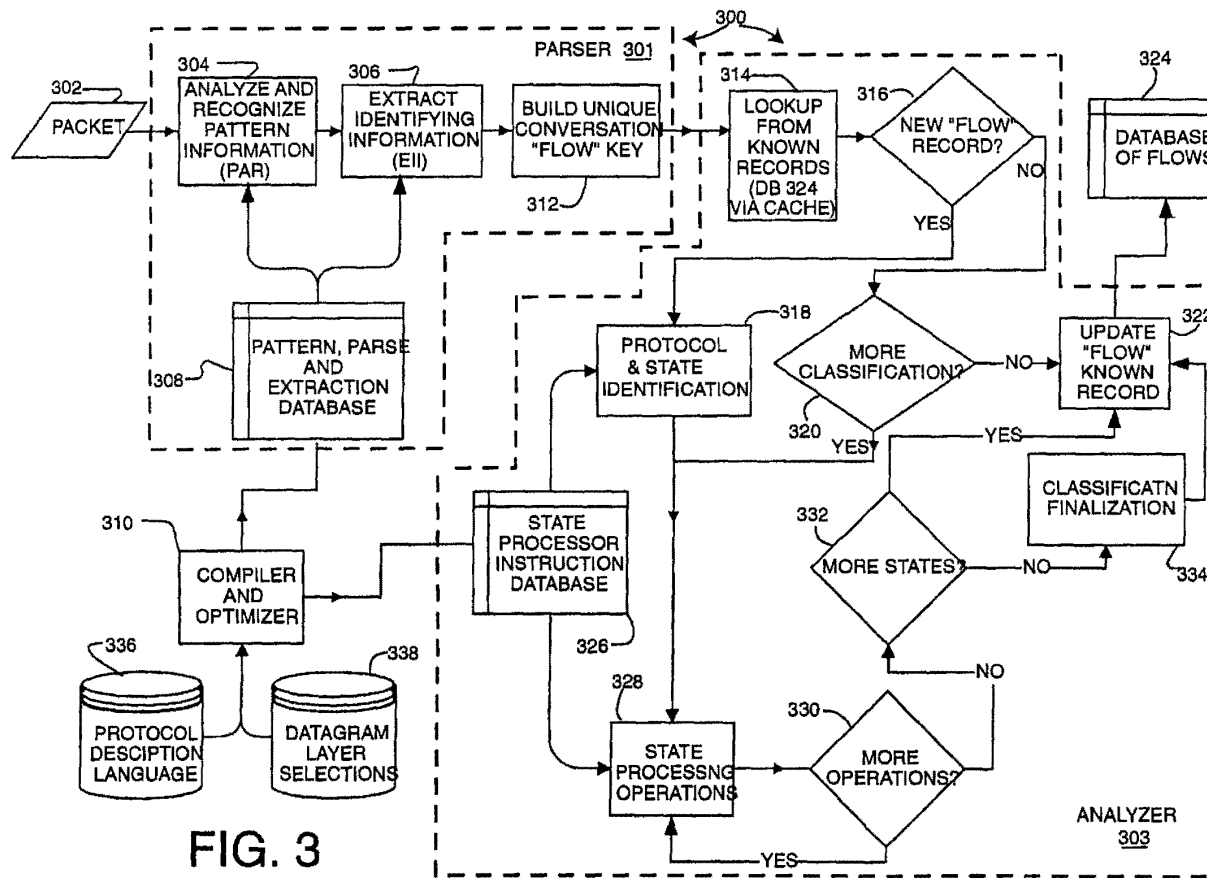 300
PARSER 301
302
PACKET
304
ANALYZE AND
RECOGNIZE
PATTERN
INFORMATION
(PAR)
306
EXTRACT
IDENTIFYING
INFORMATION
(EII)
BUILD UNIQUE
CONVERSATION
"FLOW" KEY
312
314
LOOKUP
FROM
KNOWN
RECORDS
(DB 324
VIA CACHE)
316
NEW "FLOW"
RECORD?
NO
YES
324
DATABASE
OF FLOWS
308
PATTERN, PARSE
AND
EXTRACTION
DATABASE
318
PROTOCOL
& STATE
IDENTIFICATION
MORE
CLASSIFICATION?
320
NO
YES
322
UPDATE
"FLOW"
KNOWN
RECORD
YES
CLASSIFICATN
FINALIZATION
334
310
COMPILER
AND
OPTIMIZER
STATE
PROCESSOR
INSTRUCTION
DATABASE
326
332
MORE STATES?
NO
336
PROTOCOL
DESCIPTION
LANGUAGE
338
DATAGRAM
LAYER
SELECTIONS
328
STATE
PROCESSNG
OPERATIONS
330
MORE
OPERATIONS?
NO
YES
ANALYZER
303
FIG. 3